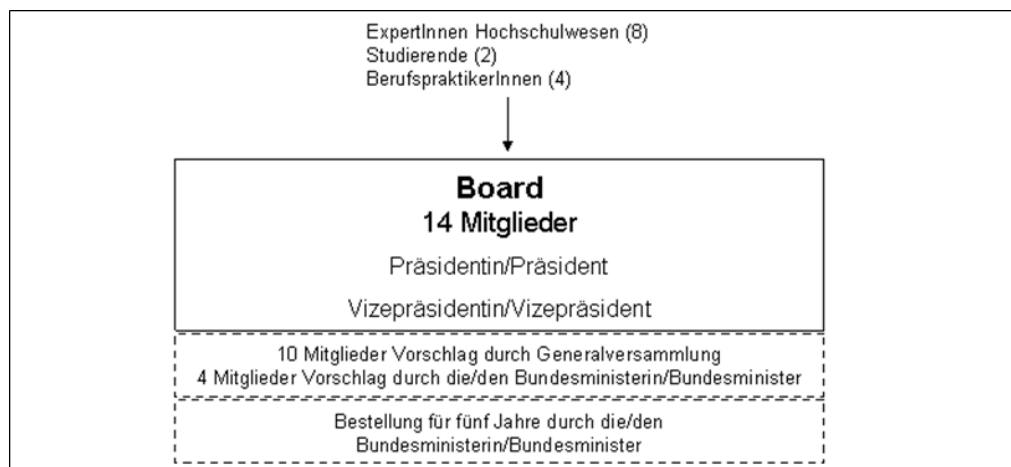 ExpertInnen Hochschulwesen (8)
Studierende (2)
BerufspraktikerInnen (4)
Board
14 Mitglieder
Präsidentin/Präsident
Vizepräsidentin/Vizepräsident
10 Mitglieder Vorschlag durch Generalversammlung
4 Mitglieder Vorschlag durch die/den Bundesministerin/Bundesminister
Bestellung für fünf Jahre durch die/den
Bundesministerin/Bundesminister